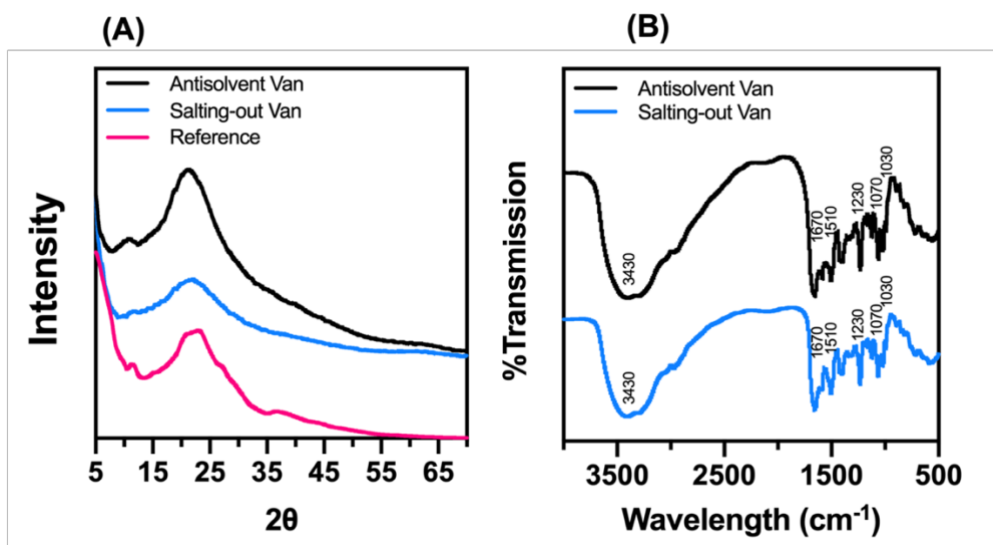 (A)
Antisolvent Van
Salting-out Van
Reference
Intensity
5 15 25 35 45 55 65
2θ
(B)
Antisolvent Van
Salting-out Van
%Transmission
3430
1670
1510
1230
1070
1030
3430
1670
1510
1230
1070
1030
3500 2500 1500 500
Wavelength (cm⁻¹)